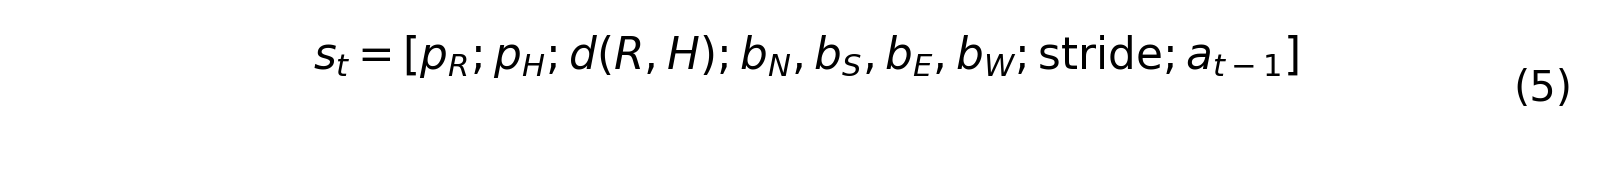 s_t = [p_R; p_H; d(R, H); b_N, b_S, b_E, b_W; stride; a_{t−1}]
(5)